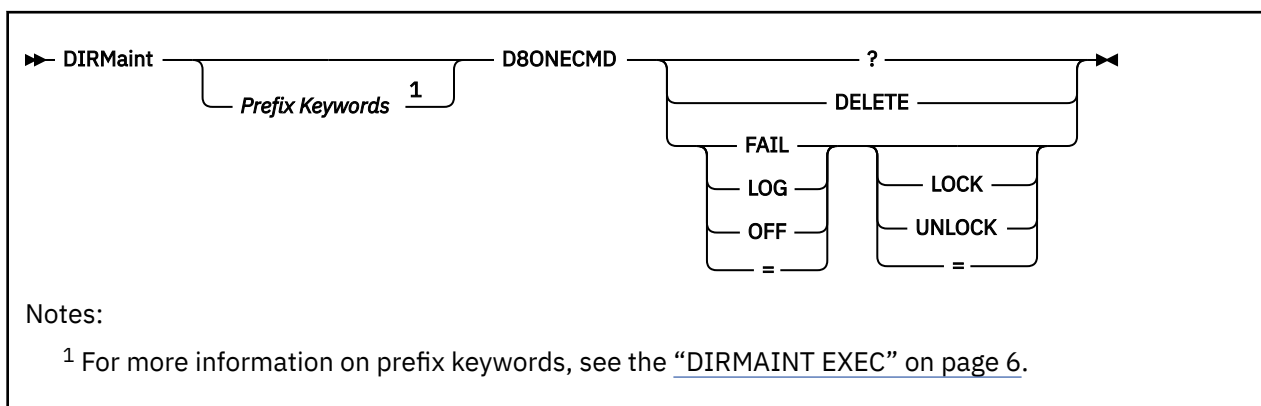 DIRMaint Prefix Keywords 1 D8ONECMD ?
DELETE
FAIL
LOG
OFF
=
LOCK
UNLOCK
=
Notes:
1 For more information on prefix keywords, see the “DIRMAINT EXEC” on page 6.